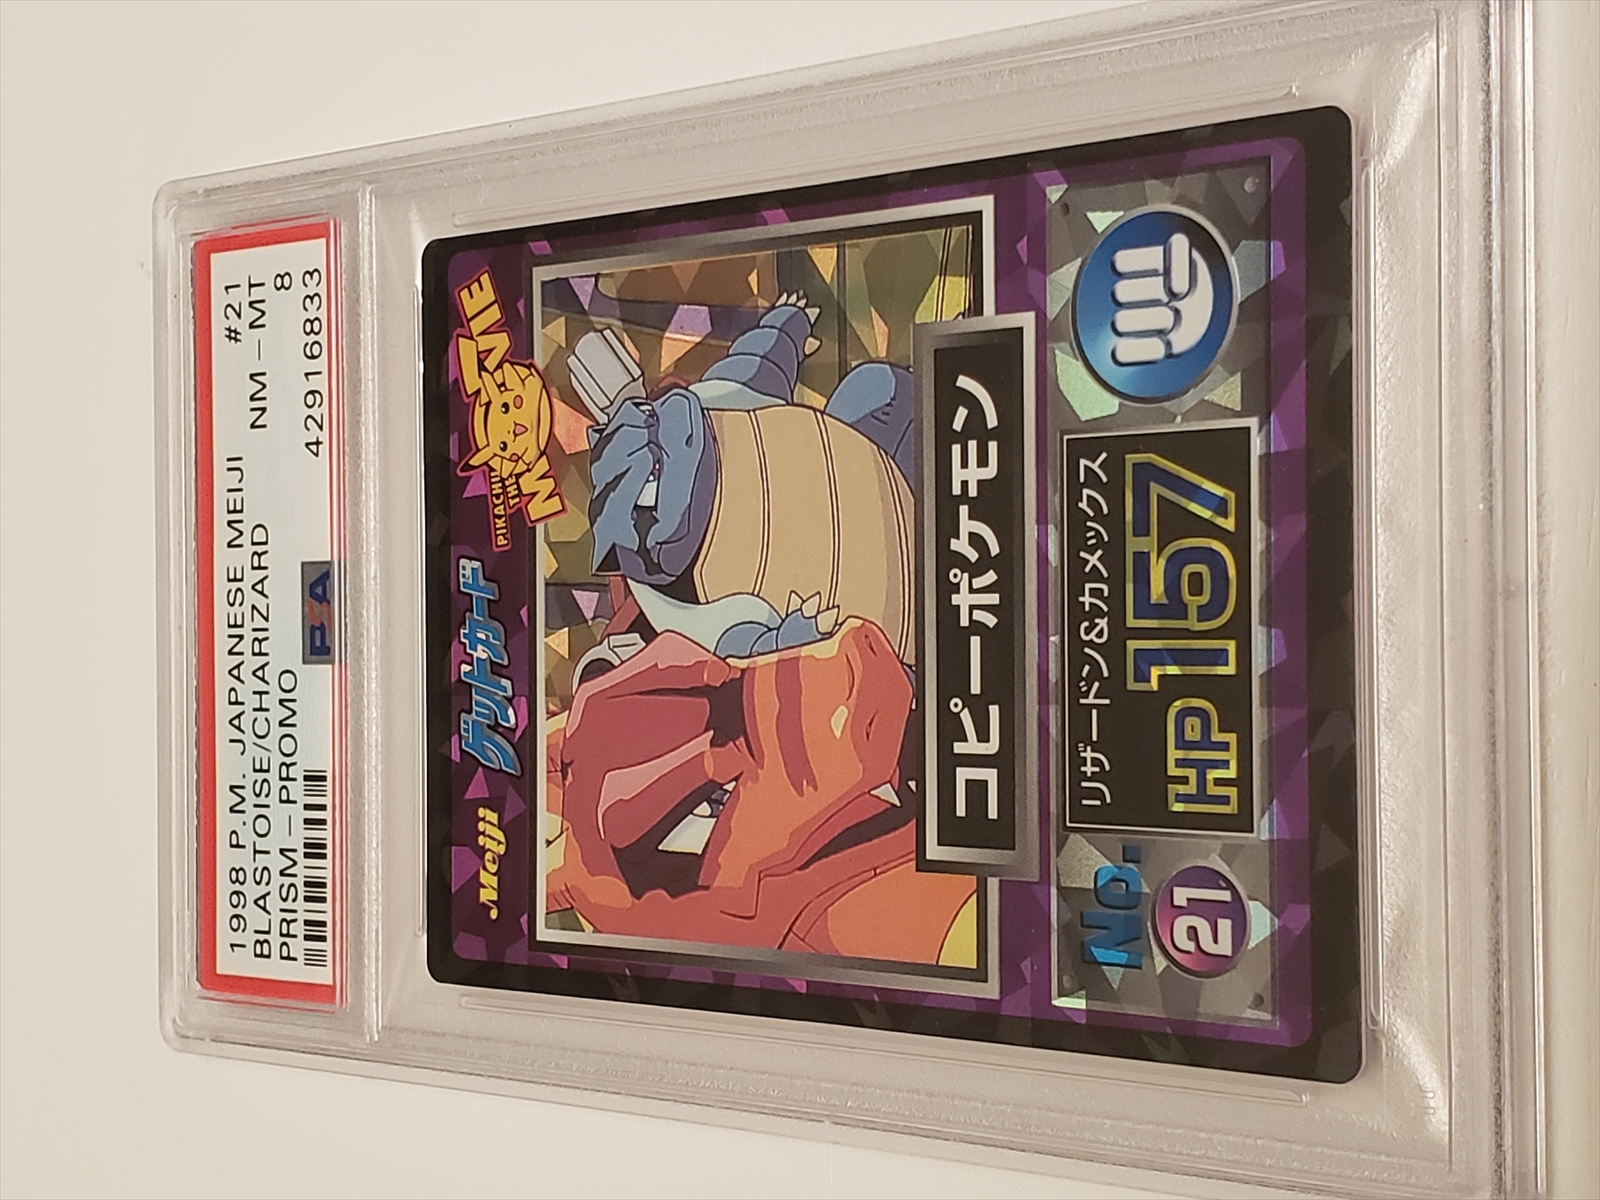 1998 P.M. JAPANESE MEIJI #21
BLASTOISE/CHARIZARD NM - MT
PRISM - PROMO 8
PSA 42916833
Meiji ゲットカード PIKACHU THE MOVIE
コピーポケモン
No. 21
リザードン&カメックス
HP157